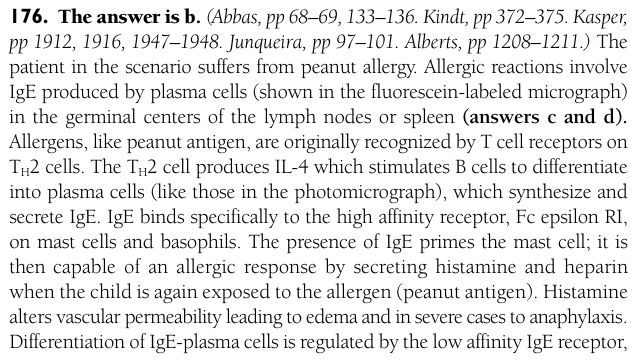 176. The answer is b. (Abbas, pp 68–69, 133–136. Kindt, pp 372–375. Kasper,
pp 1912, 1916, 1947–1948. Junqueira, pp 97–101. Alberts, pp 1208–1211.) The
patient in the scenario suffers from peanut allergy. Allergic reactions involve
IgE produced by plasma cells (shown in the fluorescein-labeled micrograph)
in the germinal centers of the lymph nodes or spleen (answers c and d).
Allergens, like peanut antigen, are originally recognized by T cell receptors on
TH2 cells. The TH2 cell produces IL-4 which stimulates B cells to differentiate
into plasma cells (like those in the photomicrograph), which synthesize and
secrete IgE. IgE binds specifically to the high affinity receptor, Fc epsilon RI,
on mast cells and basophils. The presence of IgE primes the mast cell; it is
then capable of an allergic response by secreting histamine and heparin
when the child is again exposed to the allergen (peanut antigen). Histamine
alters vascular permeability leading to edema and in severe cases to anaphylaxis.
Differentiation of IgE-plasma cells is regulated by the low affinity IgE receptor,